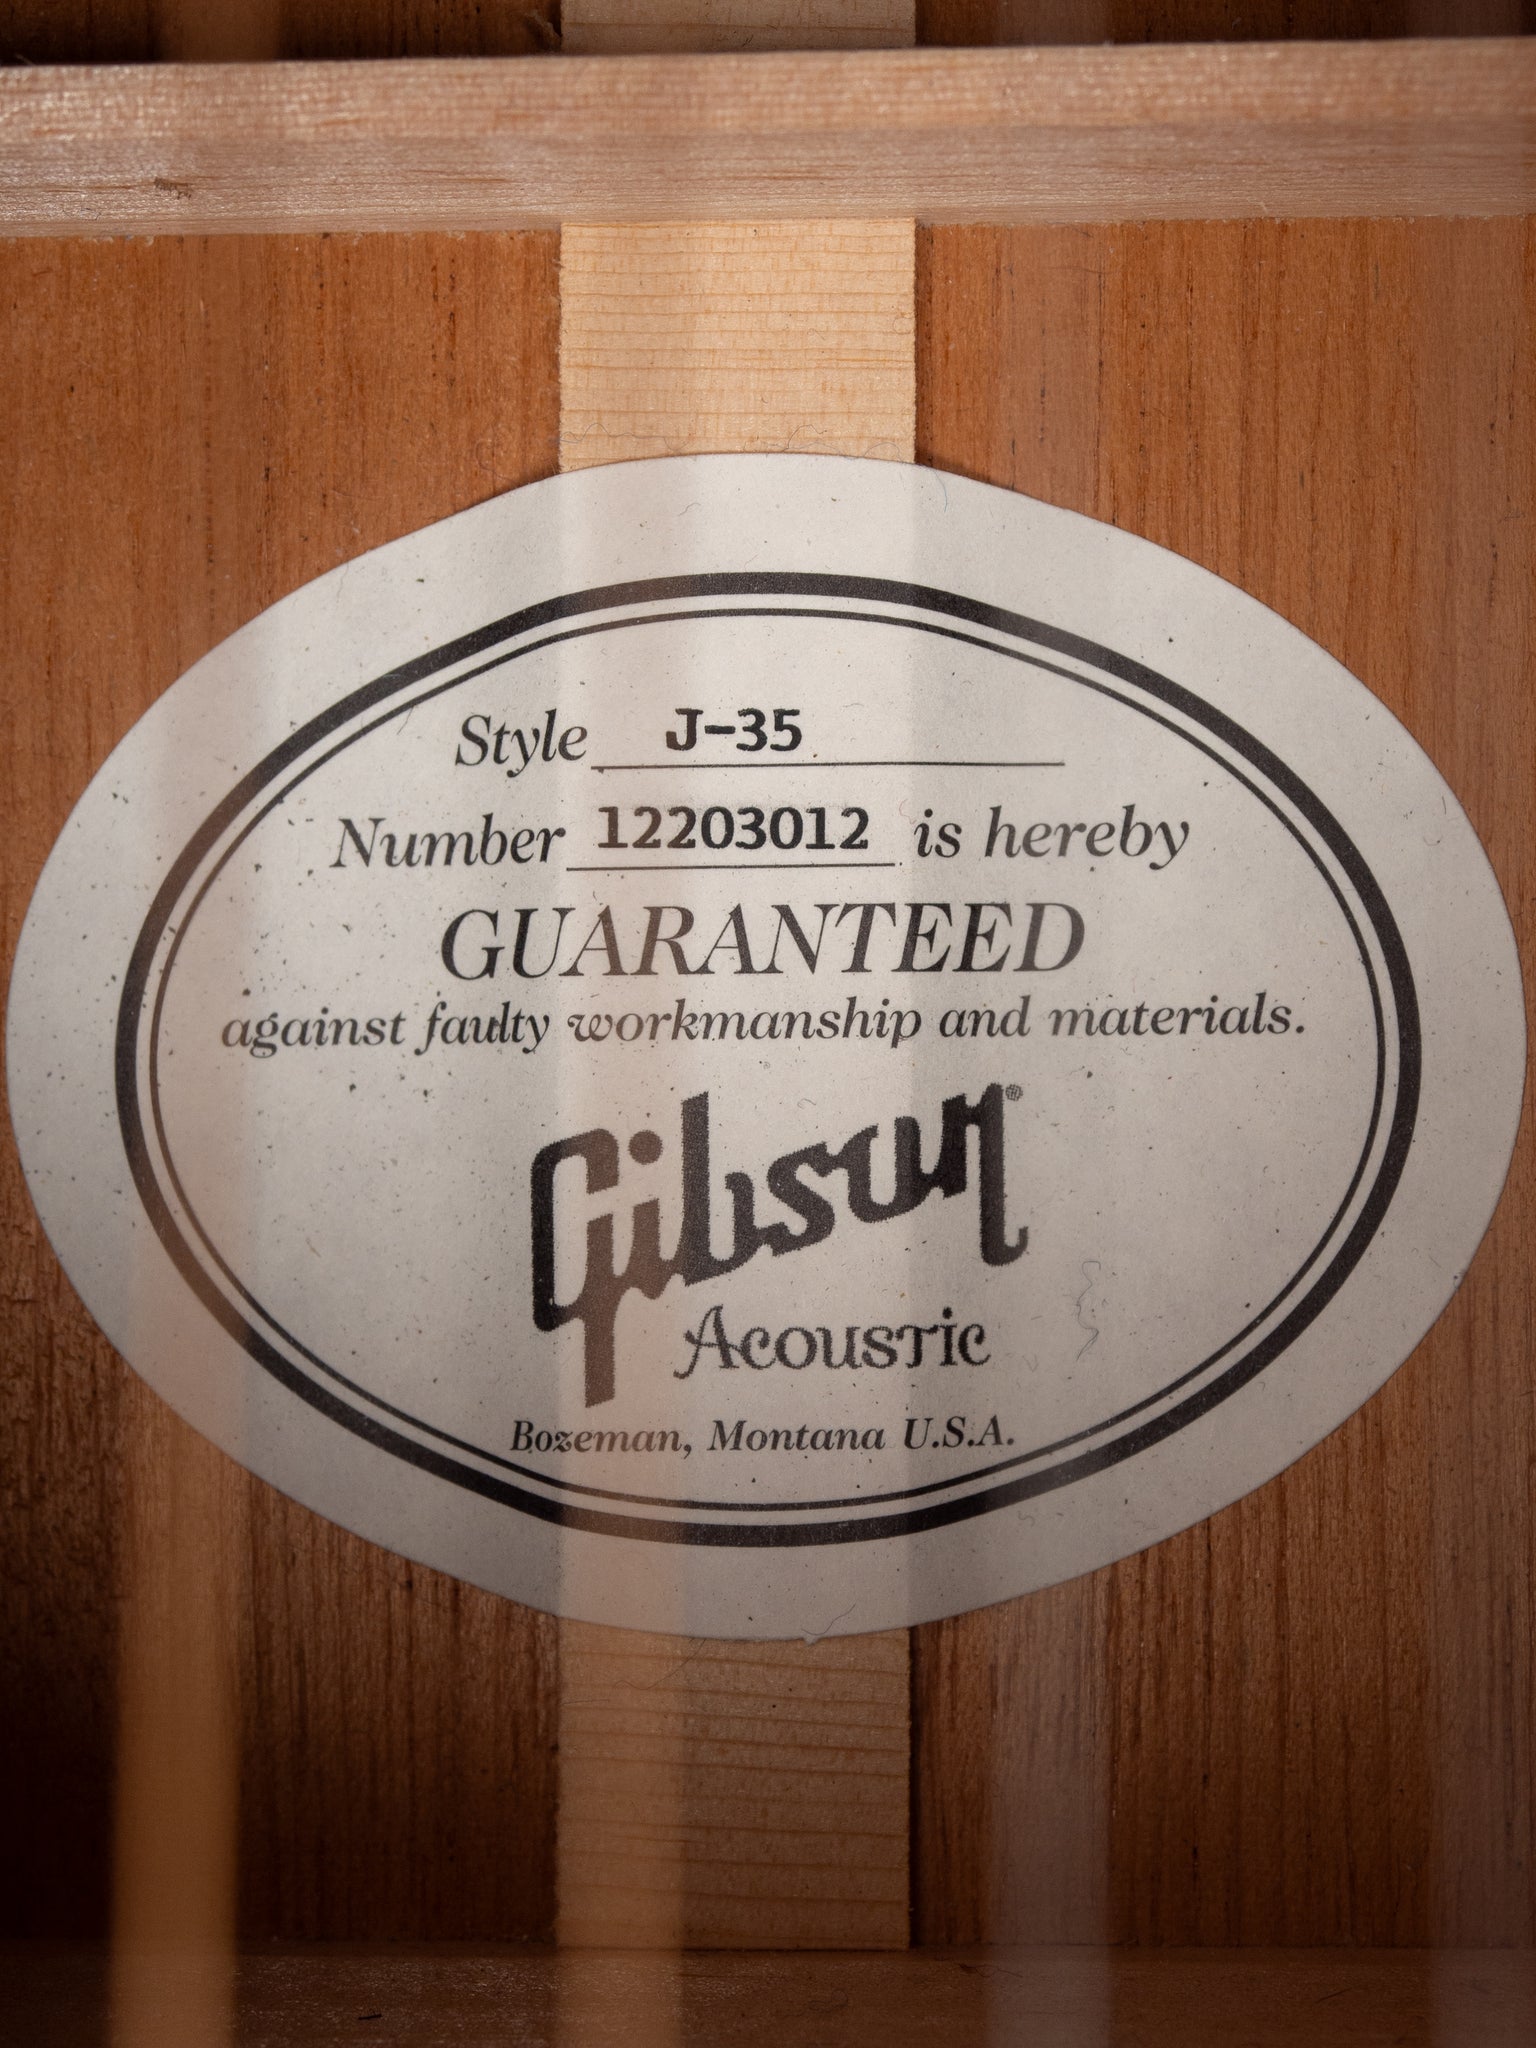 Style J-35
Number 12203012 is hereby
GUARANTEED
against faulty workmanship and materials.
Gibson®
Acoustic
Bozeman, Montana U.S.A.